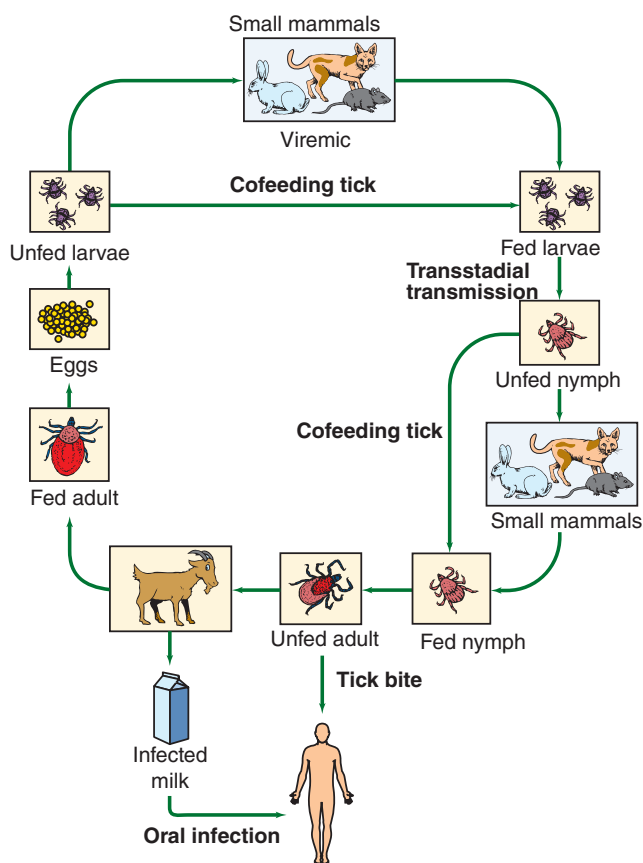 Small mammals
Viremic
Cofeeding tick
Unfed larvae
Fed larvae
Transstadial
transmission
Eggs
Unfed nymph
Cofeeding tick
Fed adult
Small mammals
Unfed adult
Fed nymph
Tick bite
Infected
milk
Oral infection